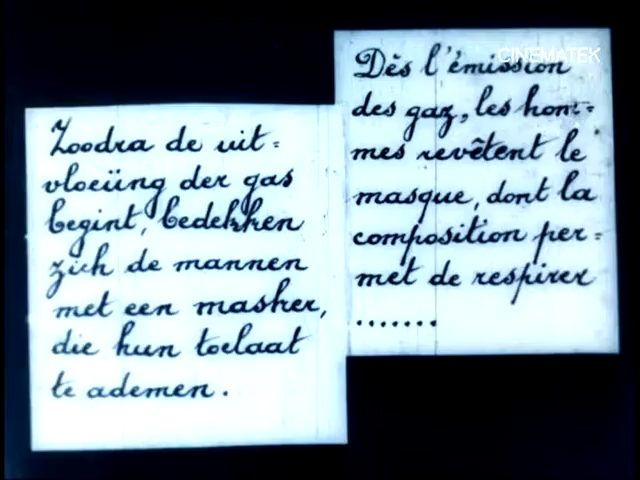 CINEMATEK
Zoodra de uit=
vloeüng der gas
begint, bedekken
zich de mannen
met een masker,
die hun toelaat
te ademen.
Dès l'émission
des gaz, les hom=
mes revêtent le
masque, dont la
composition per=
met de respirer
.......